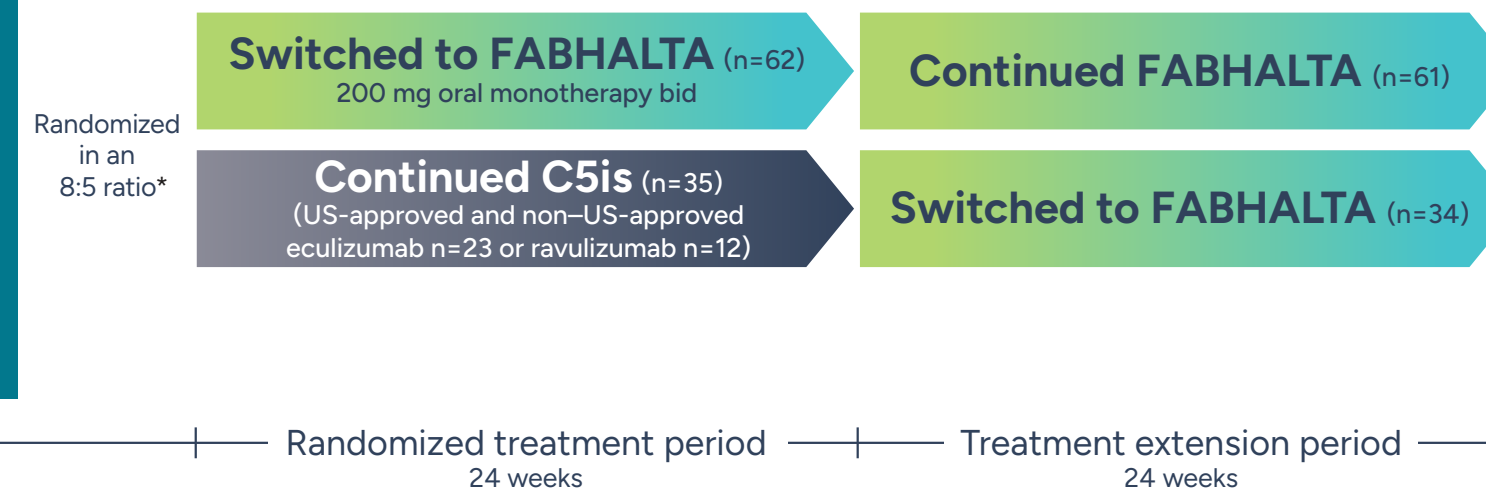 Randomized
in an
8:5 ratio*
Switched to FABHALTA (n=62)
200 mg oral monotherapy bid
Continued FABHALTA (n=61)
Continued C5is (n=35)
(US-approved and non–US-approved
eculizumab n=23 or ravulizumab n=12)
Switched to FABHALTA (n=34)
Randomized treatment period
24 weeks
Treatment extension period
24 weeks